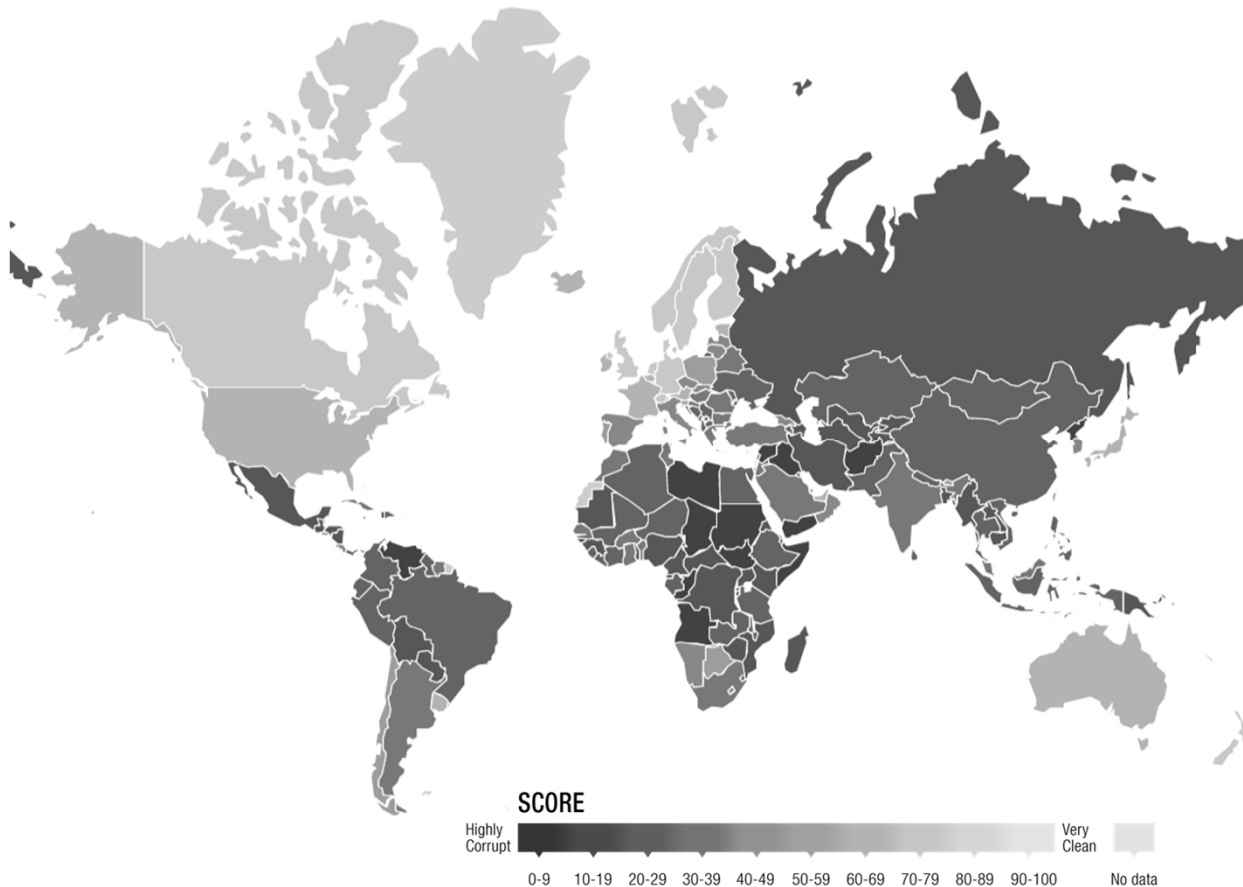 SCORE
Highly
Corrupt
Very
Clean
0-9 10-19 20-29 30-39 40-49 50-59 60-69 70-79 80-89 90-100 No data